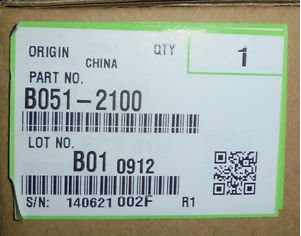 ORIGIN CHINA QTY 1
PART NO.
B051-2100
LOT NO.
B01 0912
S/N: 140621 002F R1